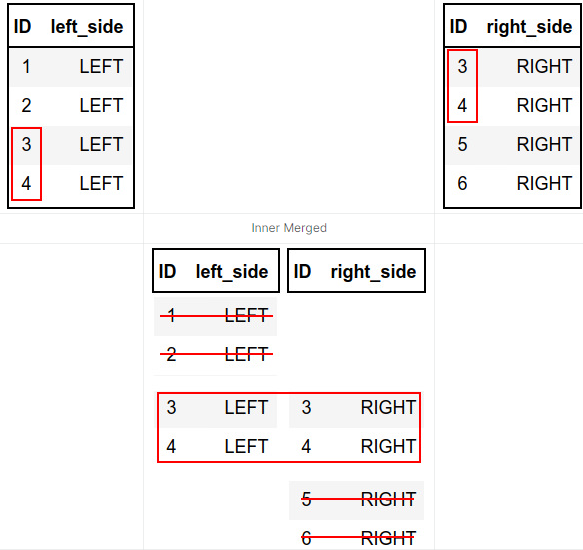 ID left_side ID right_side
1 LEFT 3 RIGHT
2 LEFT 4 RIGHT
3 LEFT 5 RIGHT
4 LEFT 6 RIGHT
Inner Merged
ID left_side ID right_side
1 LEFT
2 LEFT
3 LEFT 3 RIGHT
4 LEFT 4 RIGHT
5 RIGHT
6 RIGHT